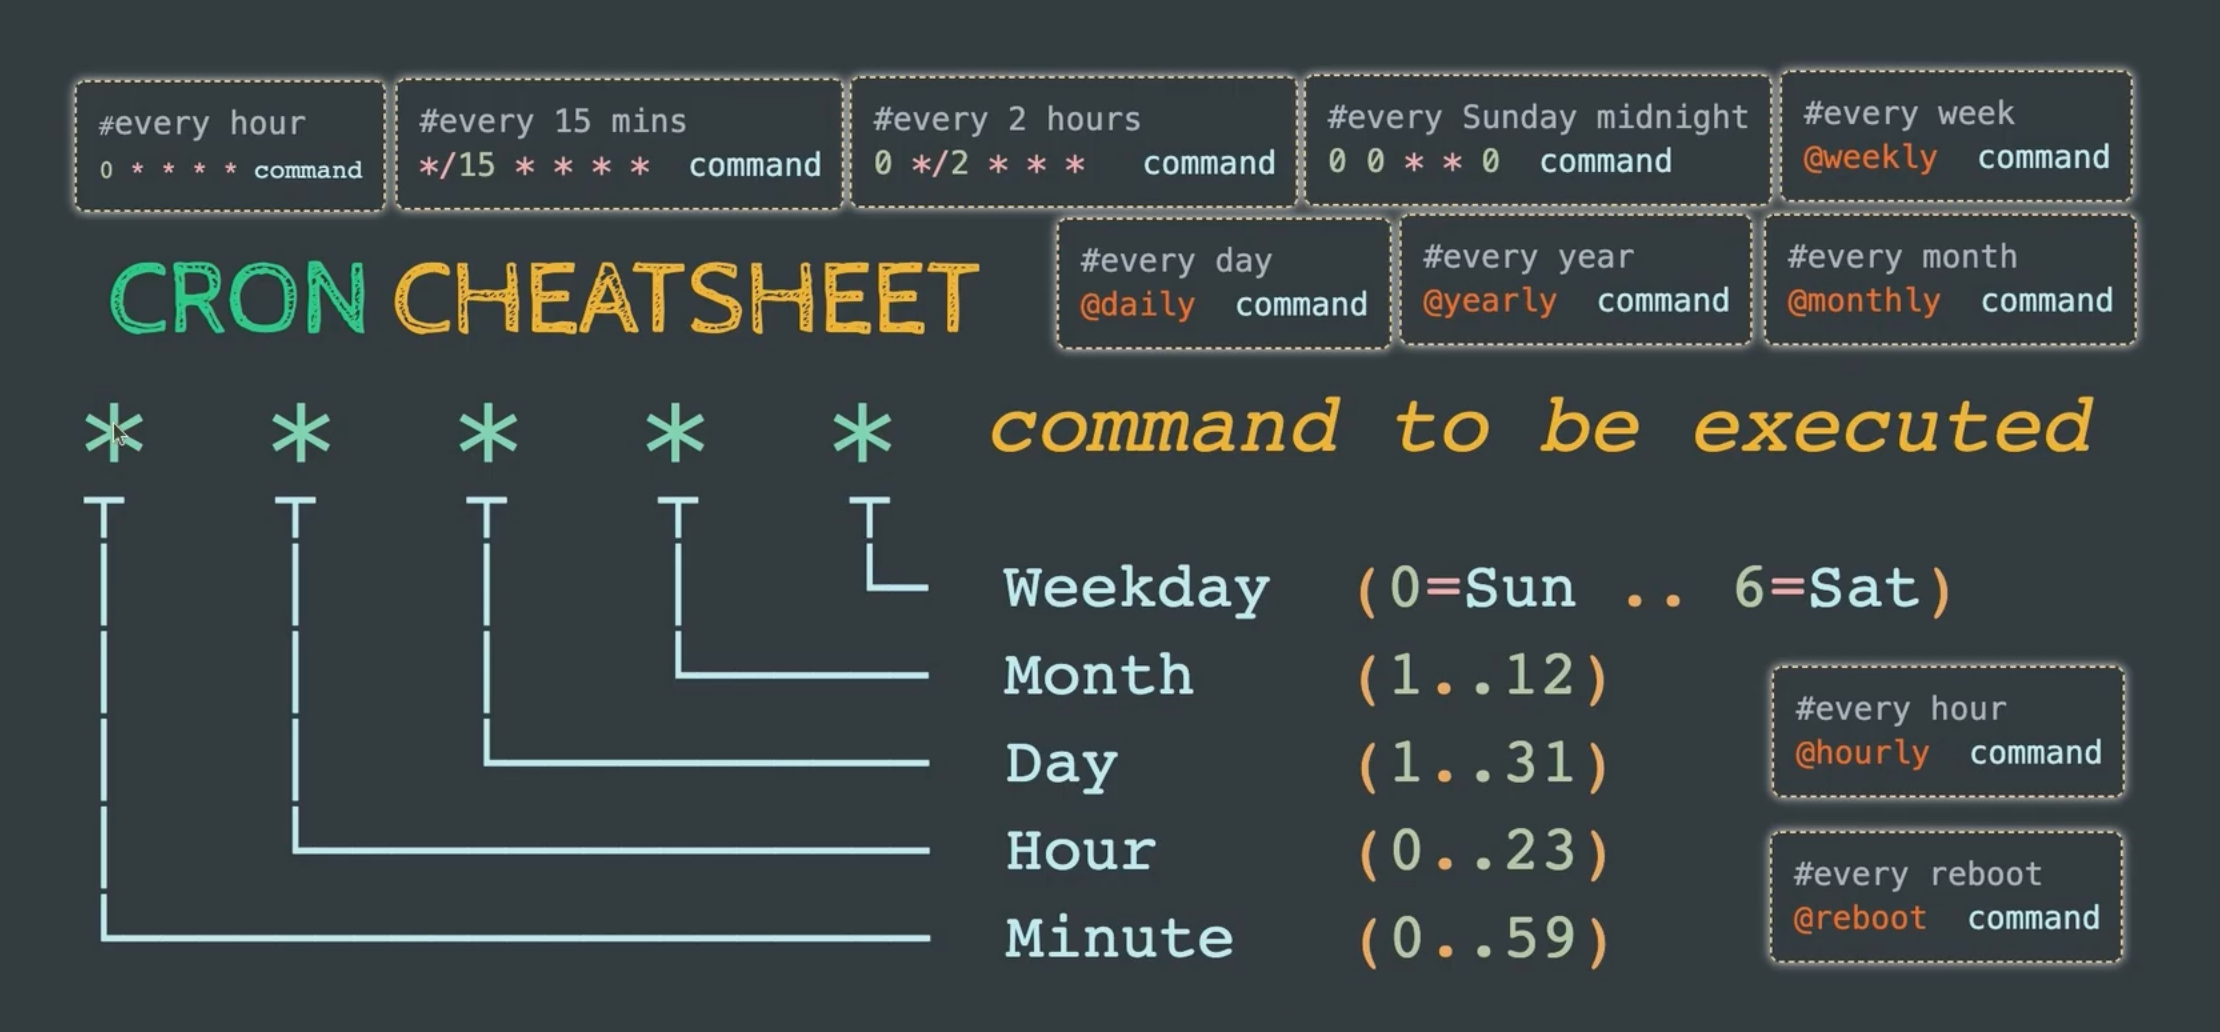 #every hour
0 * * * * command
#every 15 mins
*/15 * * * * command
#every 2 hours
0 */2 * * * command
#every Sunday midnight
0 0 * * 0 command
#every week
@weekly command
CRON CHEATSHEET
#every day
@daily command
#every year
@yearly command
#every month
@monthly command
* * * * * command to be executed
Weekday (0=Sun .. 6=Sat)
Month (1..12)
Day (1..31)
Hour (0..23)
Minute (0..59)
#every hour
@hourly command
#every reboot
@reboot command